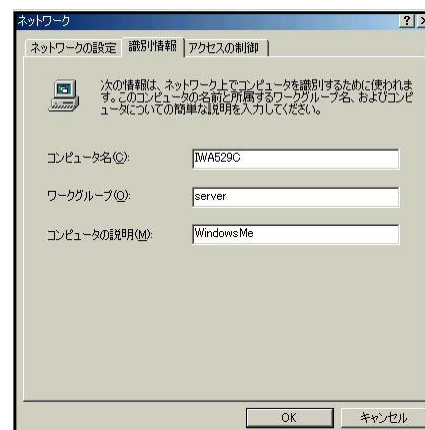 ネットワーク
ネットワークの設定 識別情報 アクセスの制御
次の情報は、ネットワーク上でコンピュータを識別するために使われま
す。このコンピュータの名前と所属するワークグループ名、およびコンピ
ュータについての簡単な説明を入力してください。
コンピュータ名(C): IWA529C
ワークグループ(O): server
コンピュータの説明(M): WindowsMe
OK キャンセル